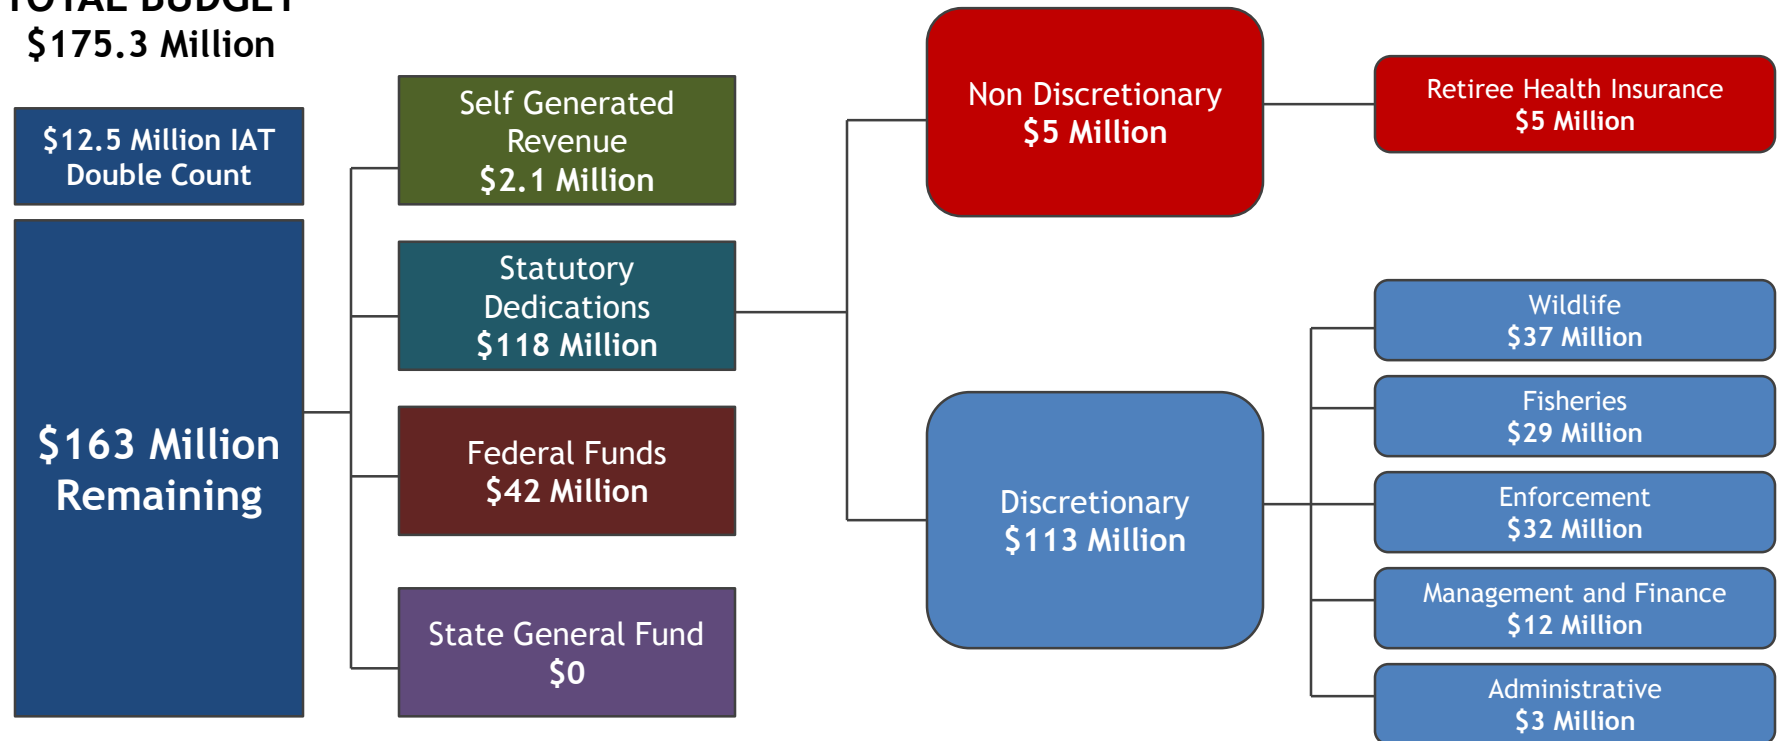 TOTAL BUDGET
$175.3 Million
$12.5 Million IAT
Double Count
$163 Million
Remaining
Self Generated
Revenue
$2.1 Million
Statutory
Dedications
$118 Million
Federal Funds
$42 Million
State General Fund
$0
Non Discretionary
$5 Million
Discretionary
$113 Million
Retiree Health Insurance
$5 Million
Wildlife
$37 Million
Fisheries
$29 Million
Enforcement
$32 Million
Management and Finance
$12 Million
Administrative
$3 Million